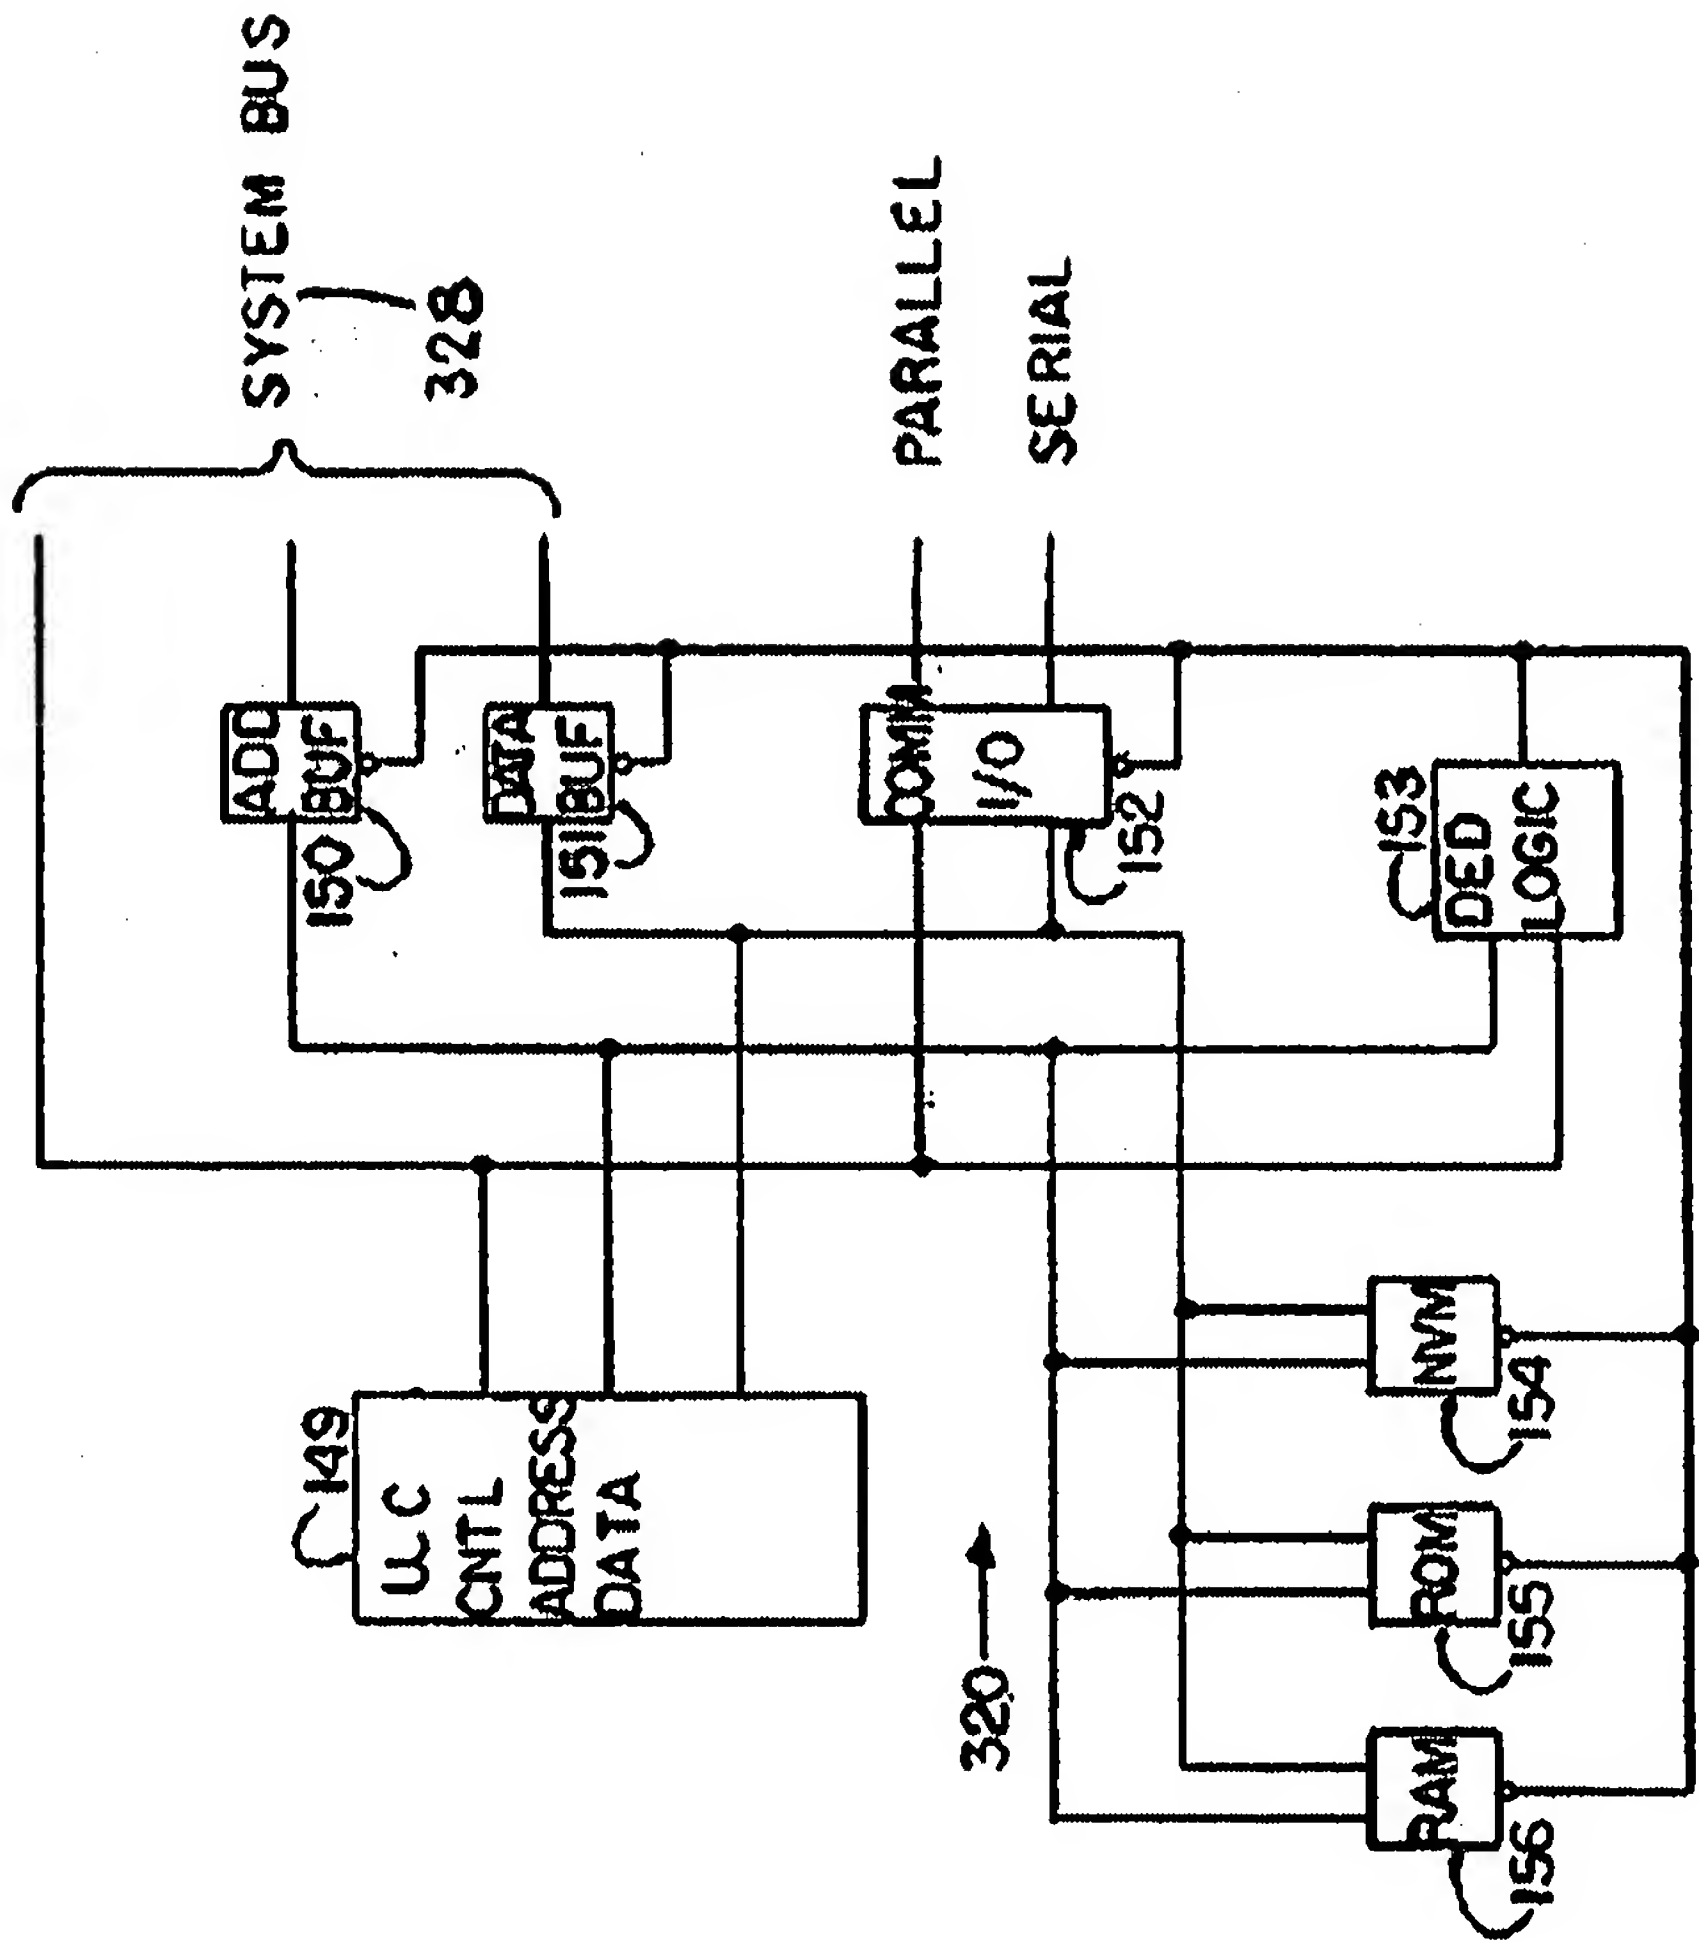 SYSTEM BUS
328
PARALLEL
SERIAL
ADD
BUF
150
DATA
BUF
151
COMM
I/O
152
153
DED
LOGIC
149
µC
CNTL
ADDRESS
DATA
320
NVM
154
ROM
155
RAM
156